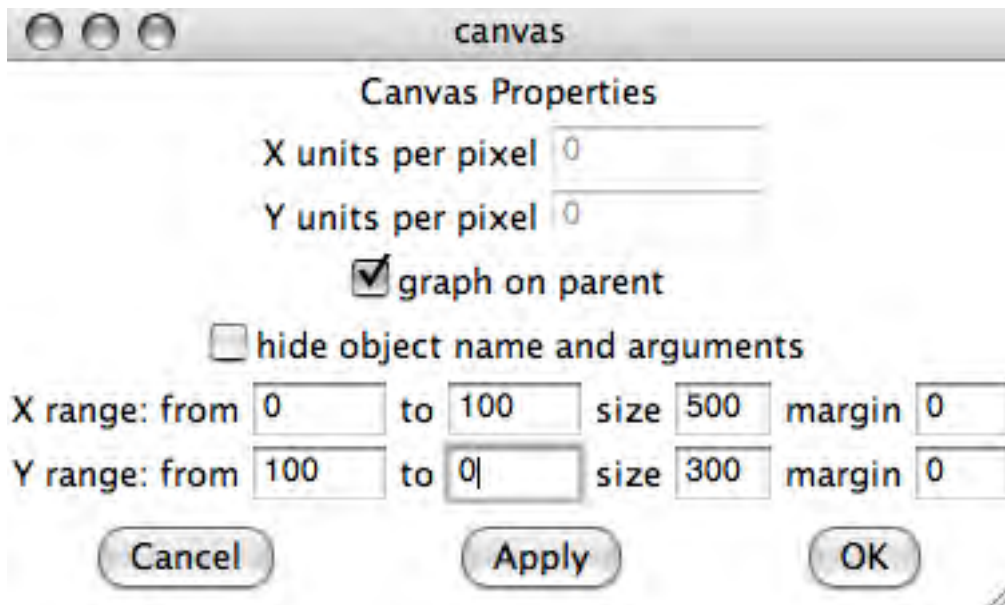 canvas
Canvas Properties
X units per pixel 0
Y units per pixel 0
graph on parent
hide object name and arguments
X range: from 0 to 100 size 500 margin 0
Y range: from 100 to 0 size 300 margin 0
Cancel Apply OK